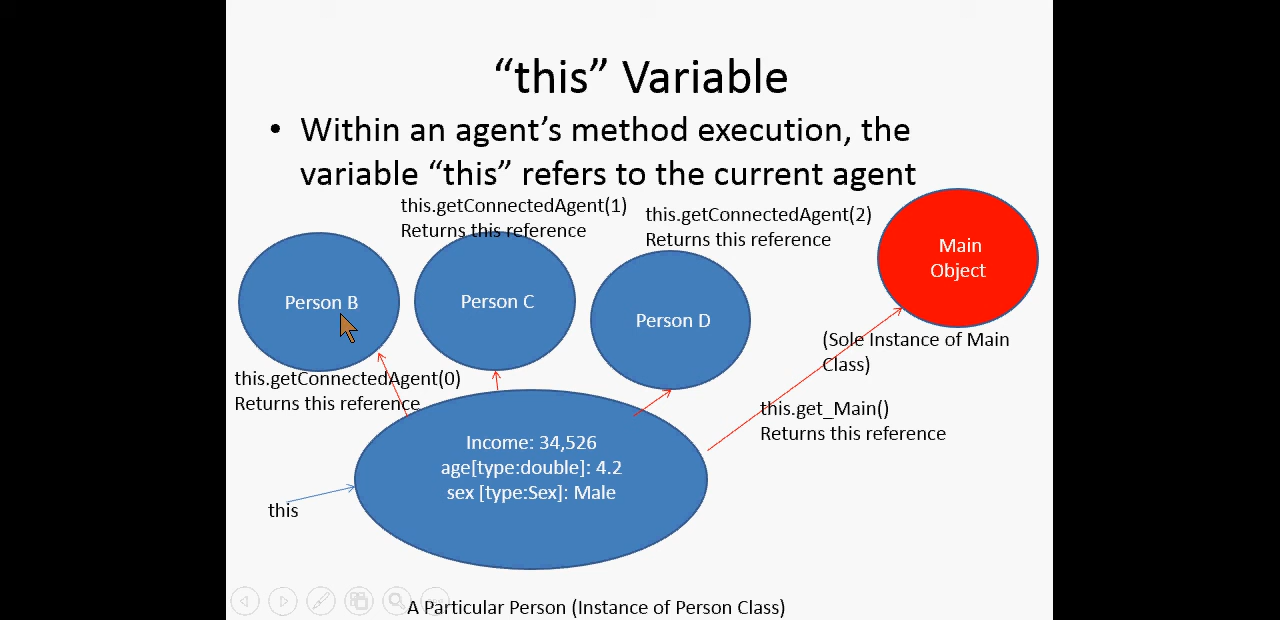 “this” Variable
• Within an agent’s method execution, the
variable “this” refers to the current agent
this.getConnectedAgent(1)
Returns this reference
this.getConnectedAgent(2)
Returns this reference
Main
Object
Person B
Person C
Person D
(Sole Instance of Main
Class)
this.getConnectedAgent(0)
Returns this reference
this.get_Main()
Returns this reference
Income: 34,526
age[type:double]: 4.2
sex [type:Sex]: Male
this
A Particular Person (Instance of Person Class)